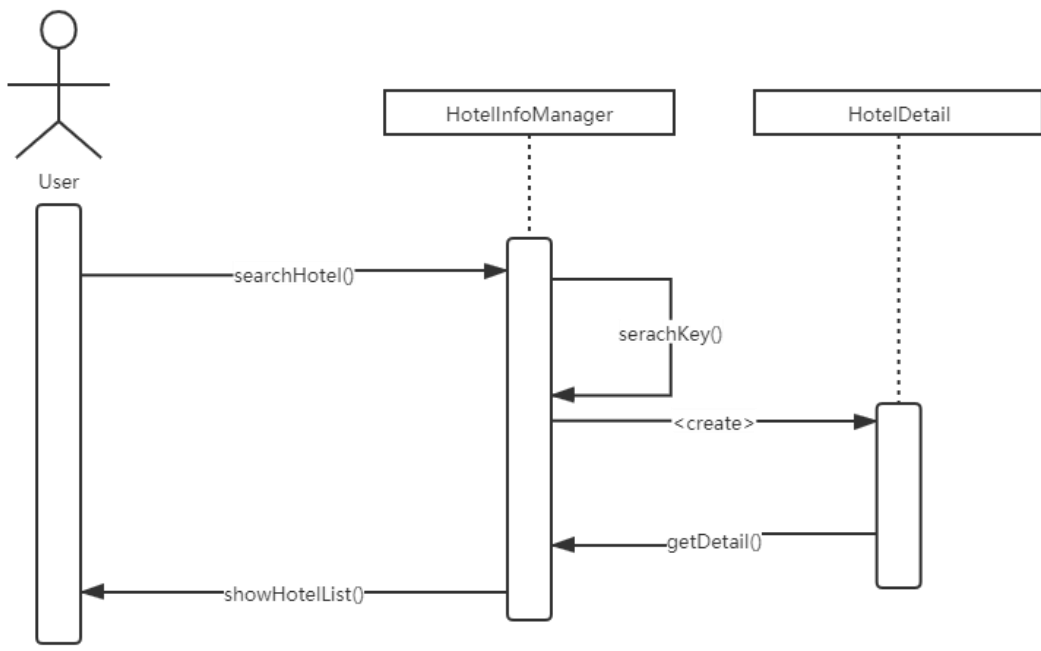 HotelInfoManager
HotelDetail
User
searchHotel()
serachKey()
<create>
getDetail()
showHotelList()